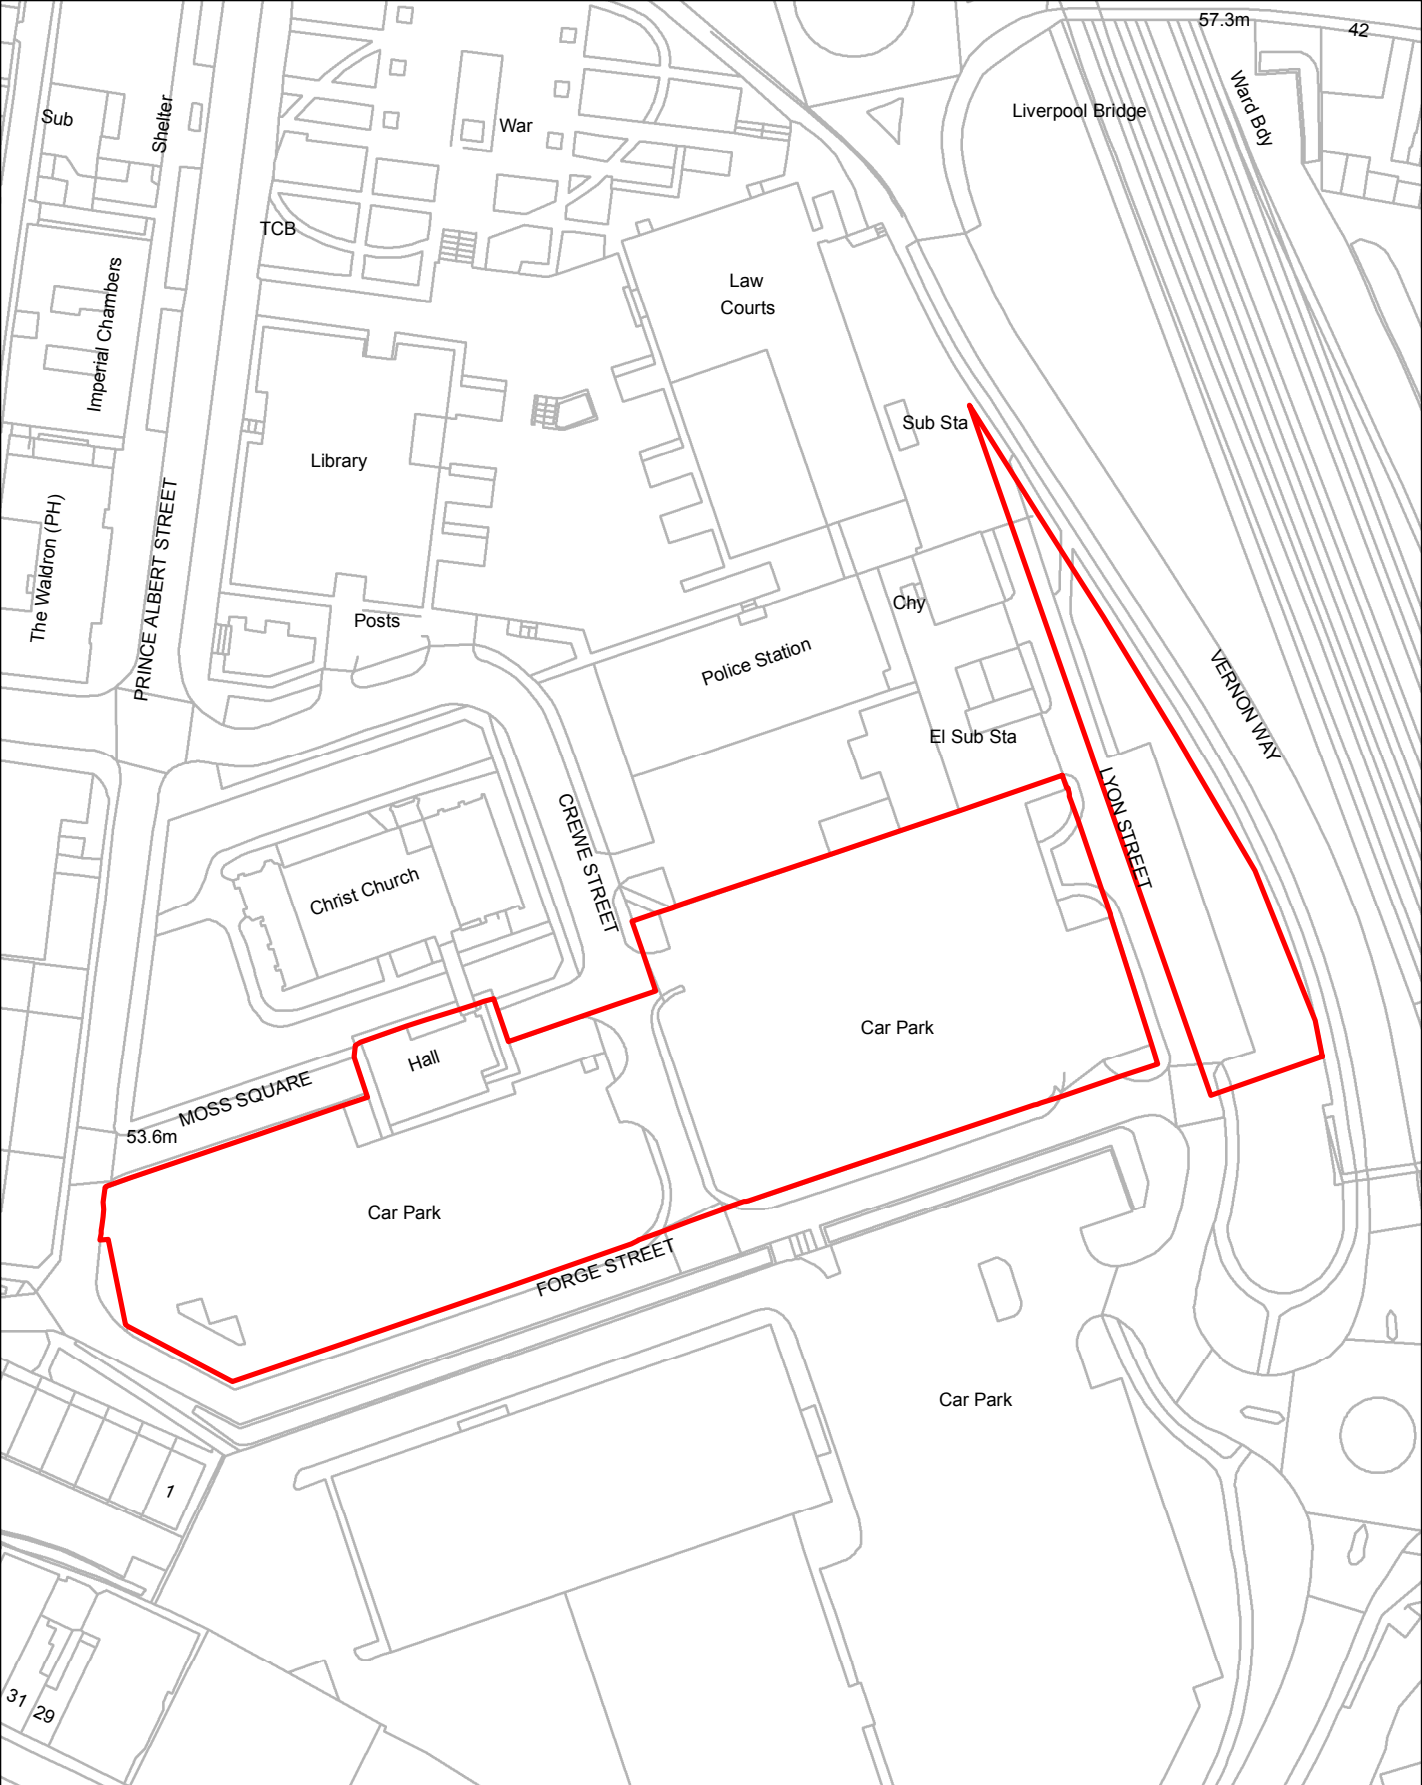 57.3m
42
Ward Bdy
Liverpool Bridge
Sub
Shelter
War
TCB
Law
Courts
Imperial Chambers
Sub Sta
Library
The Waldron (PH)
PRINCE ALBERT STREET
Posts
Chy
Police Station
VERNON WAY
El Sub Sta
LYON STREET
CREWE STREET
Christ Church
Car Park
Hall
MOSS SQUARE
53.6m
Car Park
FORGE STREET
Car Park
1
31
29